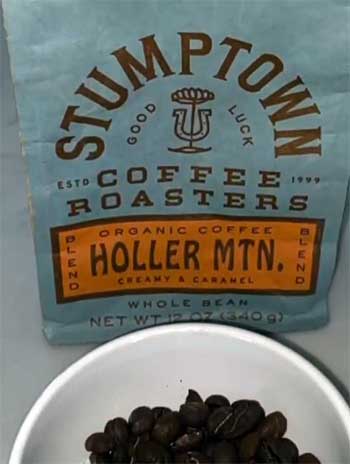 STUMPTOWN
GOOD LUCK
ESTD COFFEE 1999
ROASTERS
ORGANIC COFFEE
BLEND HOLLER MTN. BLEND
CREAMY & CARAMEL
WHOLE BEAN
NET WT 12 OZ (340 g)